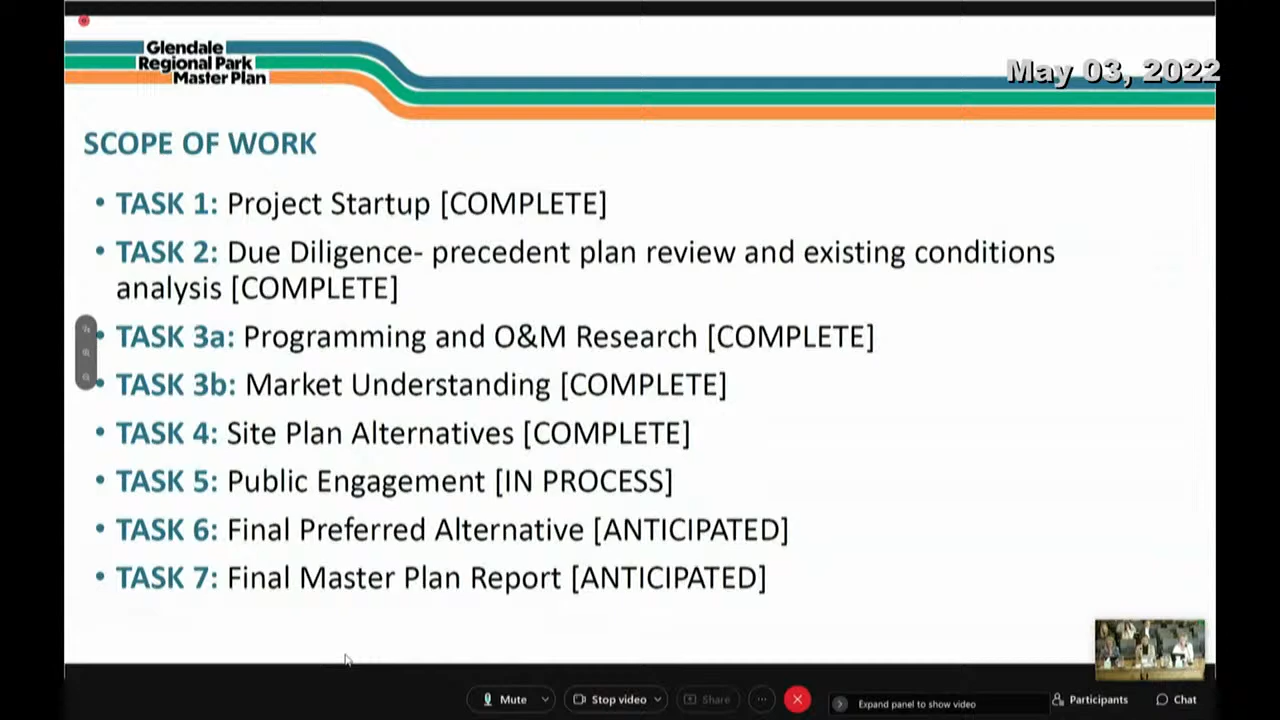 Glendale
Regional Park
Master Plan
May 03, 2022
SCOPE OF WORK
• TASK 1: Project Startup [COMPLETE]
• TASK 2: Due Diligence- precedent plan review and existing conditions
analysis [COMPLETE]
• TASK 3a: Programming and O&M Research [COMPLETE]
• TASK 3b: Market Understanding [COMPLETE]
• TASK 4: Site Plan Alternatives [COMPLETE]
• TASK 5: Public Engagement [IN PROCESS]
• TASK 6: Final Preferred Alternative [ANTICIPATED]
• TASK 7: Final Master Plan Report [ANTICIPATED]
Mute
Stop video
Share
Expand panel to show video
Participants
Chat